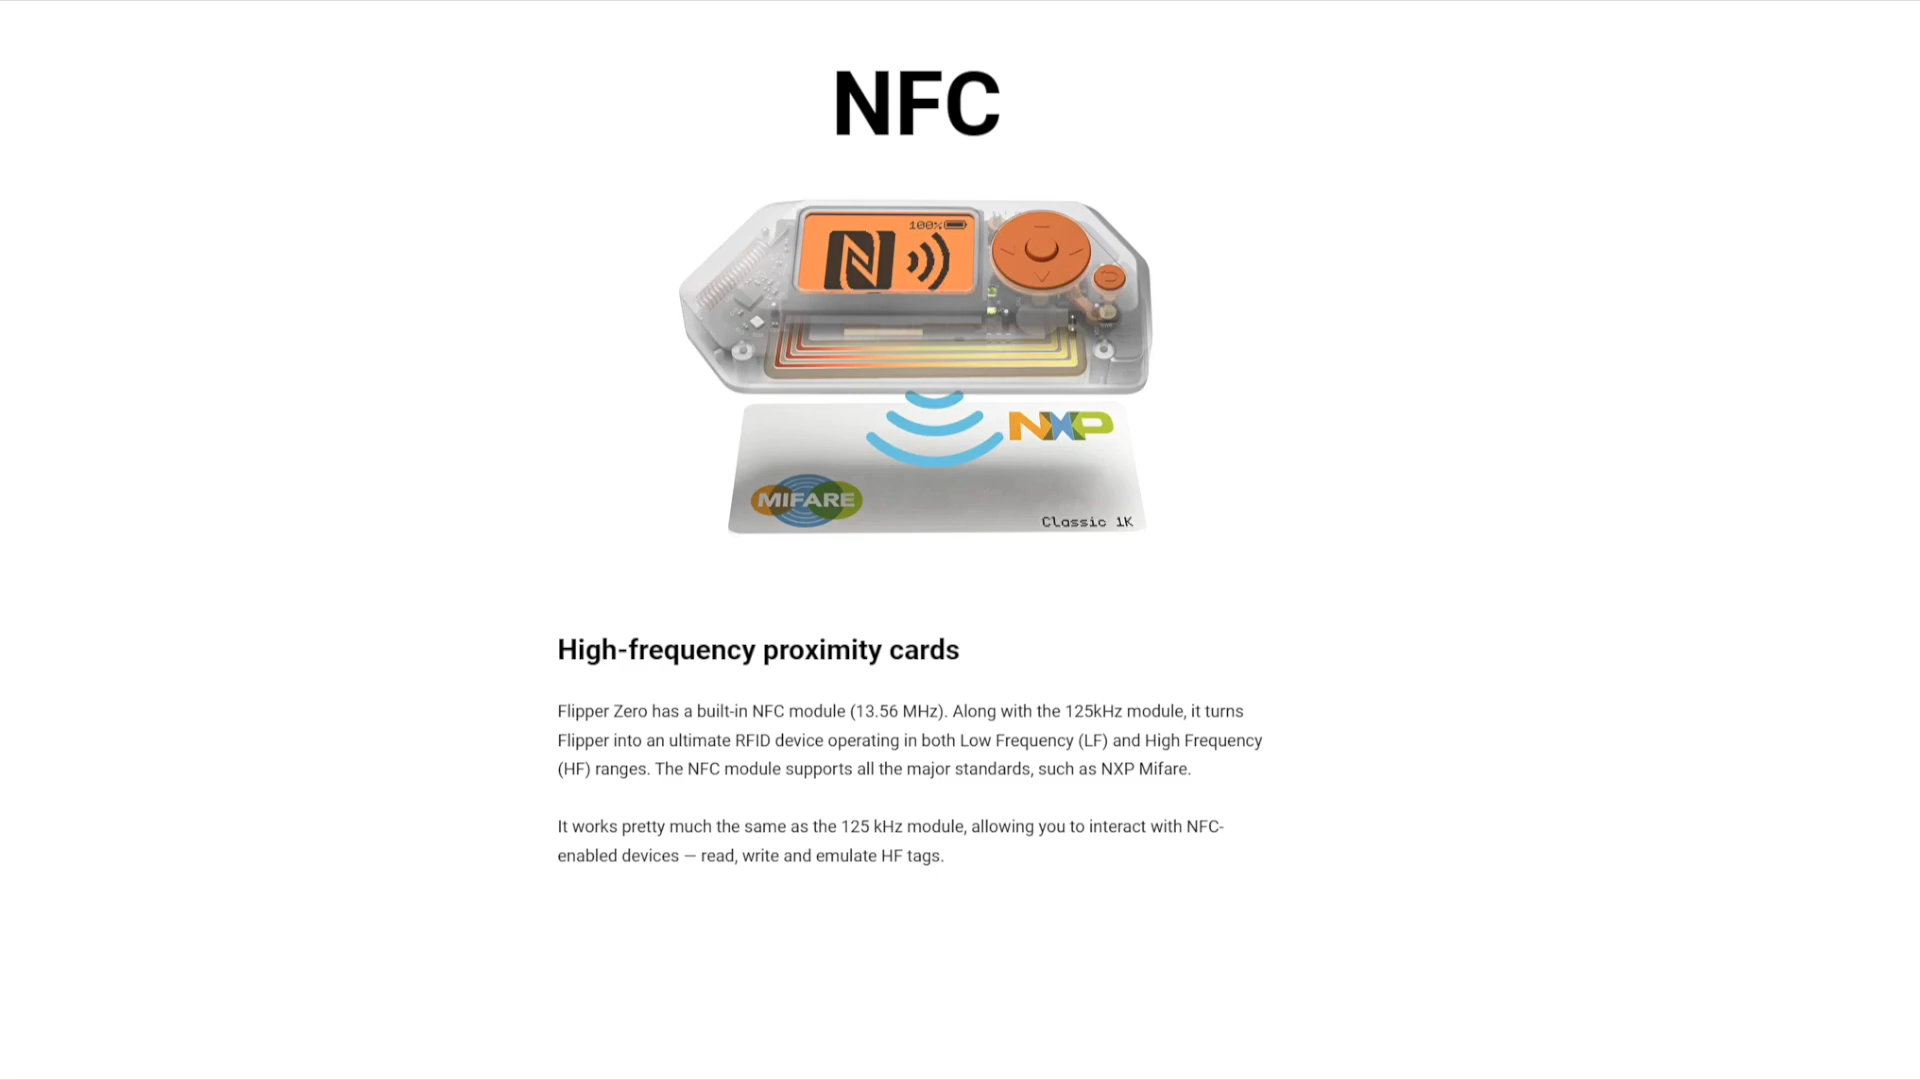 NFC
100%
NXP
MIFARE
Classic 1K
High-frequency proximity cards
Flipper Zero has a built-in NFC module (13.56 MHz). Along with the 125kHz module, it turns
Flipper into an ultimate RFID device operating in both Low Frequency (LF) and High Frequency
(HF) ranges. The NFC module supports all the major standards, such as NXP Mifare.
It works pretty much the same as the 125 kHz module, allowing you to interact with NFC-
enabled devices — read, write and emulate HF tags.